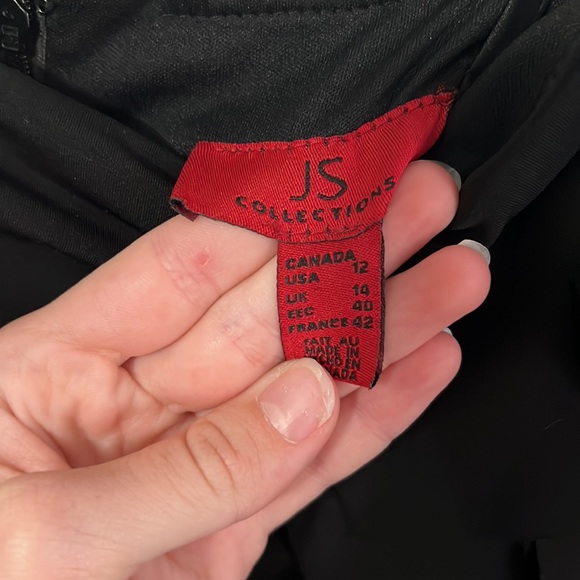 JS
COLLECTIONS
CANADA
USA 12
UK 14
EEC 40
FRANCE 42
FAIT AU
MADE IN